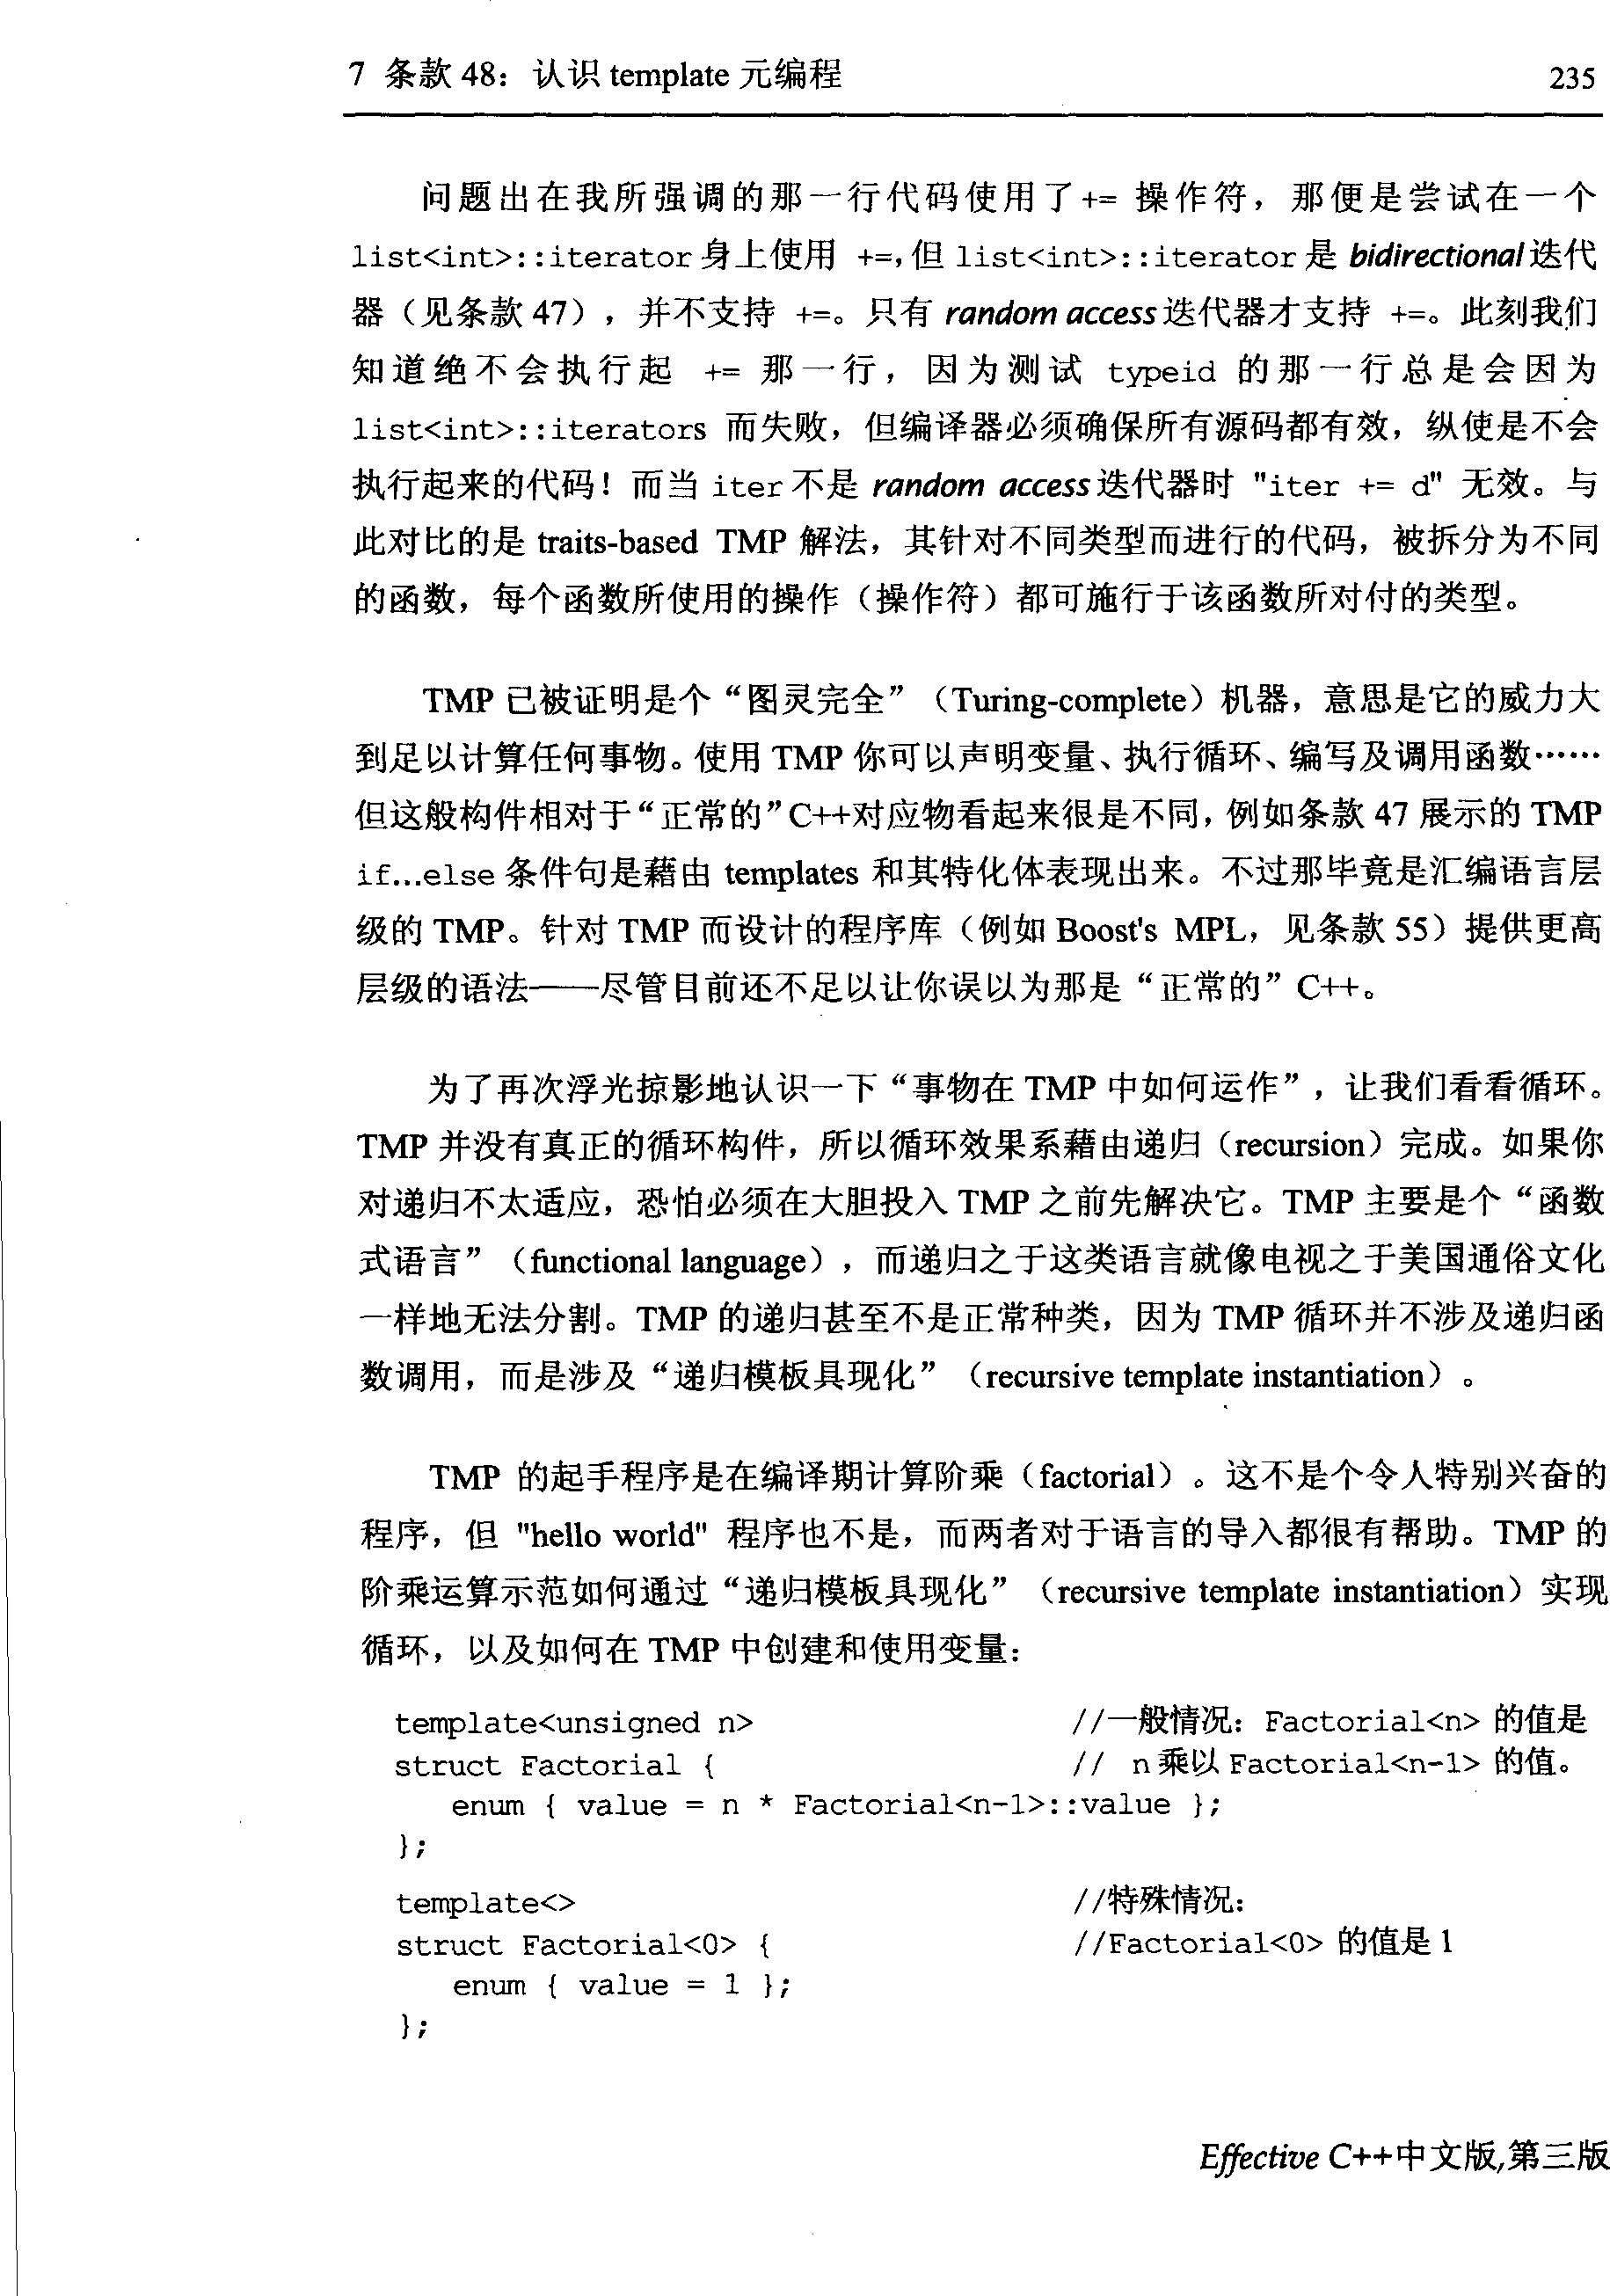 7 条款 48：认识 template 元编程 235
问题出在我所强调的那一行代码使用了+= 操作符，那便是尝试在一个
list<int>::iterator 身上使用 +=，但 list<int>::iterator 是 bidirectional 迭代
器（见条款 47），并不支持 +=。只有 random access 迭代器才支持 +=。此刻我们
知道绝不会执行起 += 那一行，因为测试 typeid 的那一行总是会因为
list<int>::iterators 而失败，但编译器必须确保所有源码都有效，纵使是不会
执行起来的代码！而当 iter 不是 random access 迭代器时 "iter += d" 无效。与
此对比的是 traits-based TMP 解法，其针对不同类型而进行的代码，被拆分为不同
的函数，每个函数所使用的操作（操作符）都可施行于该函数所对付的类型。
TMP 已被证明是个“图灵完全”（Turing-complete）机器，意思是它的威力大
到足以计算任何事物。使用 TMP 你可以声明变量、执行循环、编写及调用函数……
但这般构件相对于“正常的”C++对应物看起来很是不同，例如条款 47 展示的 TMP
if...else 条件句是藉由 templates 和其特化体表现出来。不过那毕竟是汇编语言层
级的 TMP。针对 TMP 而设计的程序库（例如 Boost's MPL，见条款 55）提供更高
层级的语法——尽管目前还不足以让你误以为那是“正常的” C++。
为了再次浮光掠影地认识一下“事物在 TMP 中如何运作”，让我们看看循环。
TMP 并没有真正的循环构件，所以循环效果系藉由递归（recursion）完成。如果你
对递归不太适应，恐怕必须在大胆投入 TMP 之前先解决它。TMP 主要是个“函数
式语言”（functional language），而递归之于这类语言就像电视之于美国通俗文化
一样地无法分割。TMP 的递归甚至不是正常种类，因为 TMP 循环并不涉及递归函
数调用，而是涉及“递归模板具现化”（recursive template instantiation）。
TMP 的起手程序是在编译期计算阶乘（factorial）。这不是个令人特别兴奋的
程序，但 "hello world" 程序也不是，而两者对于语言的导入都很有帮助。TMP 的
阶乘运算示范如何通过“递归模板具现化”（recursive template instantiation）实现
循环，以及如何在 TMP 中创建和使用变量：
template<unsigned n> //一般情况：Factorial<n> 的值是
struct Factorial { // n 乘以 Factorial<n-1> 的值。
enum { value = n * Factorial<n-1>::value };
};
template<> //特殊情况：
struct Factorial<0> { //Factorial<0> 的值是 1
enum { value = 1 };
};
Effective C++中文版,第三版